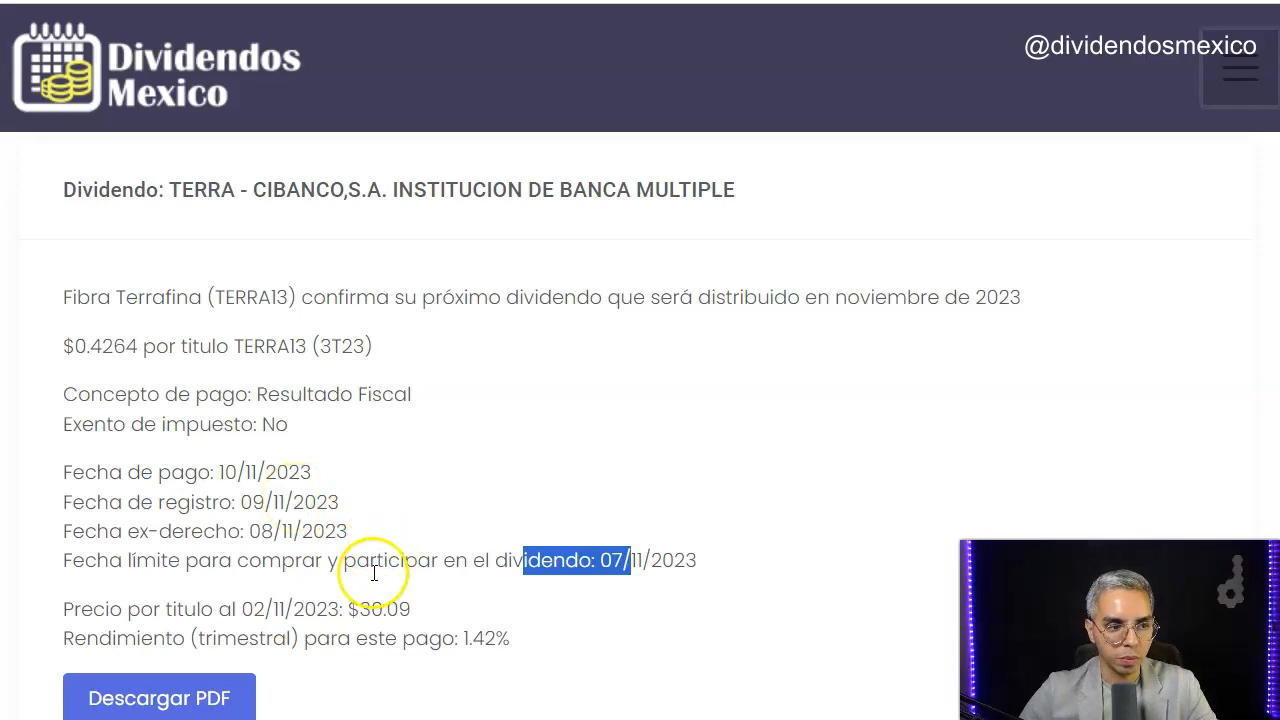 Dividendos
Mexico
@dividendosmexico
Dividendo: TERRA - CIBANCO,S.A. INSTITUCION DE BANCA MULTIPLE
Fibra Terrafina (TERRA13) confirma su próximo dividendo que será distribuido en noviembre de 2023
$0.4264 por titulo TERRA13 (3T23)
Concepto de pago: Resultado Fiscal
Exento de impuesto: No
Fecha de pago: 10/11/2023
Fecha de registro: 09/11/2023
Fecha ex-derecho: 08/11/2023
Fecha límite para comprar y participar en el dividendo: 07/11/2023
Precio por titulo al 02/11/2023: $30.09
Rendimiento (trimestral) para este pago: 1.42%
Descargar PDF